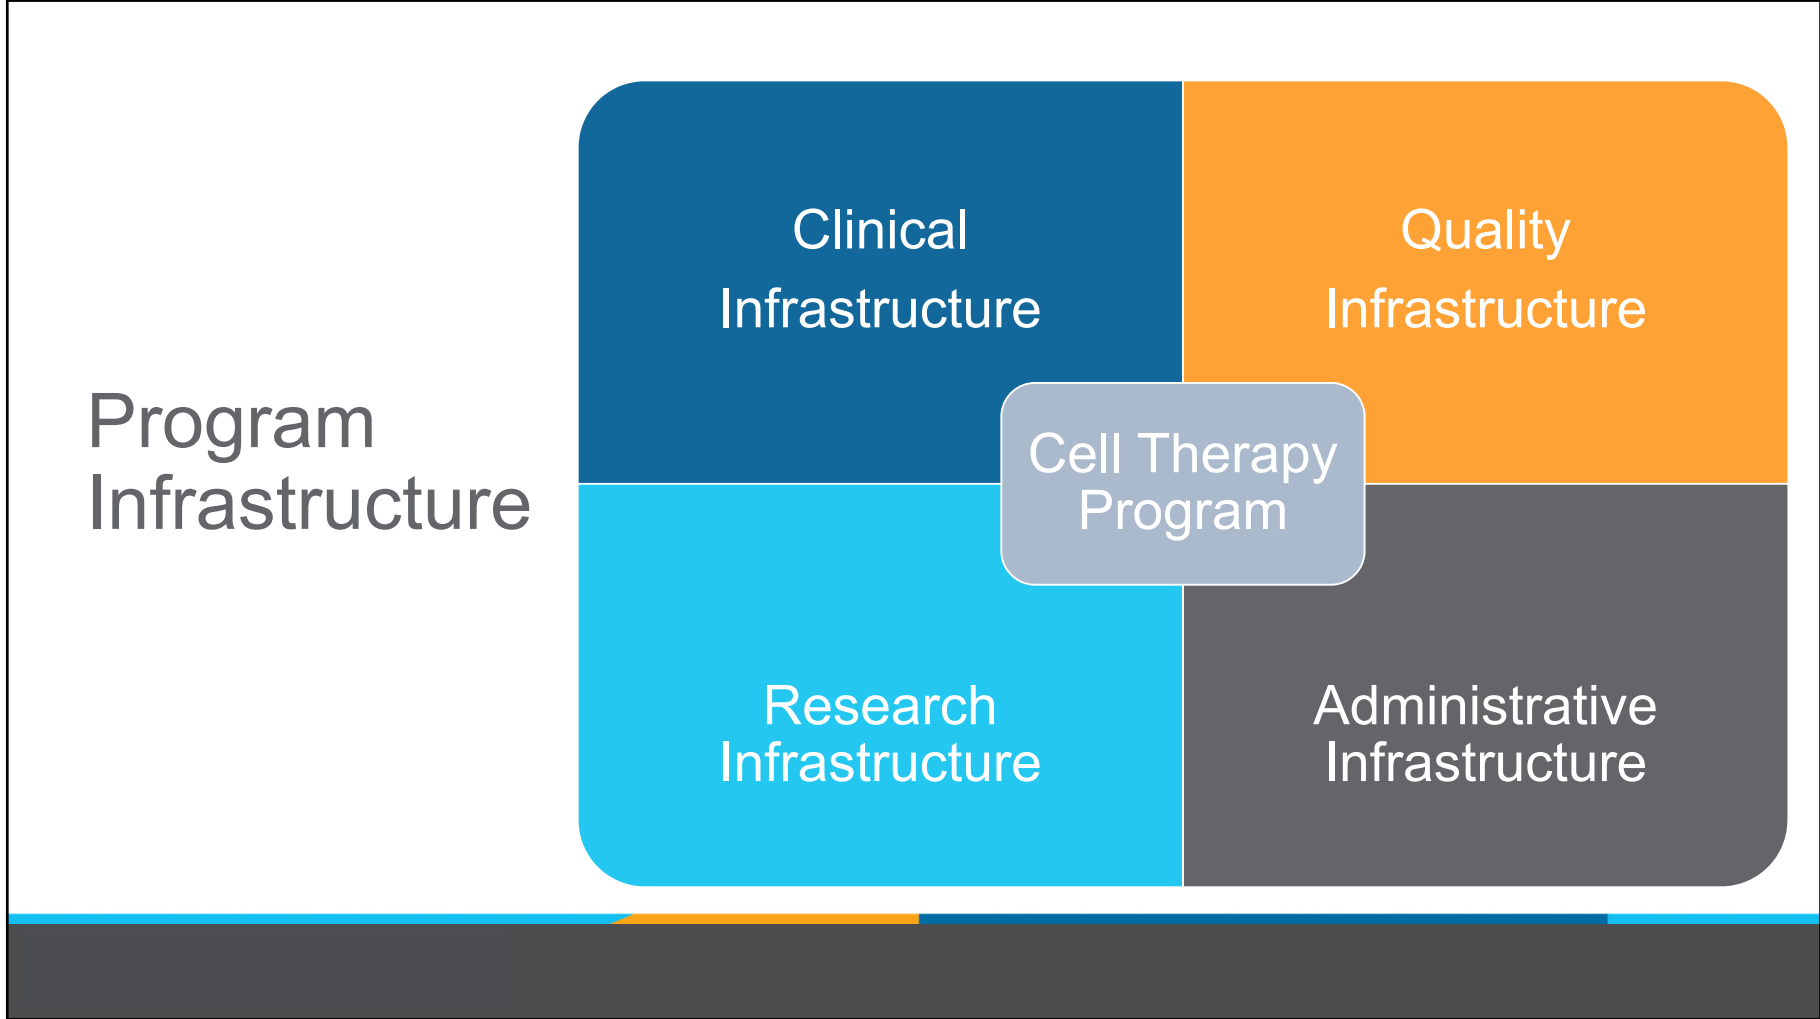 Program
Infrastructure
Clinical
Infrastructure
Quality
Infrastructure
Cell Therapy
Program
Research
Infrastructure
Administrative
Infrastructure